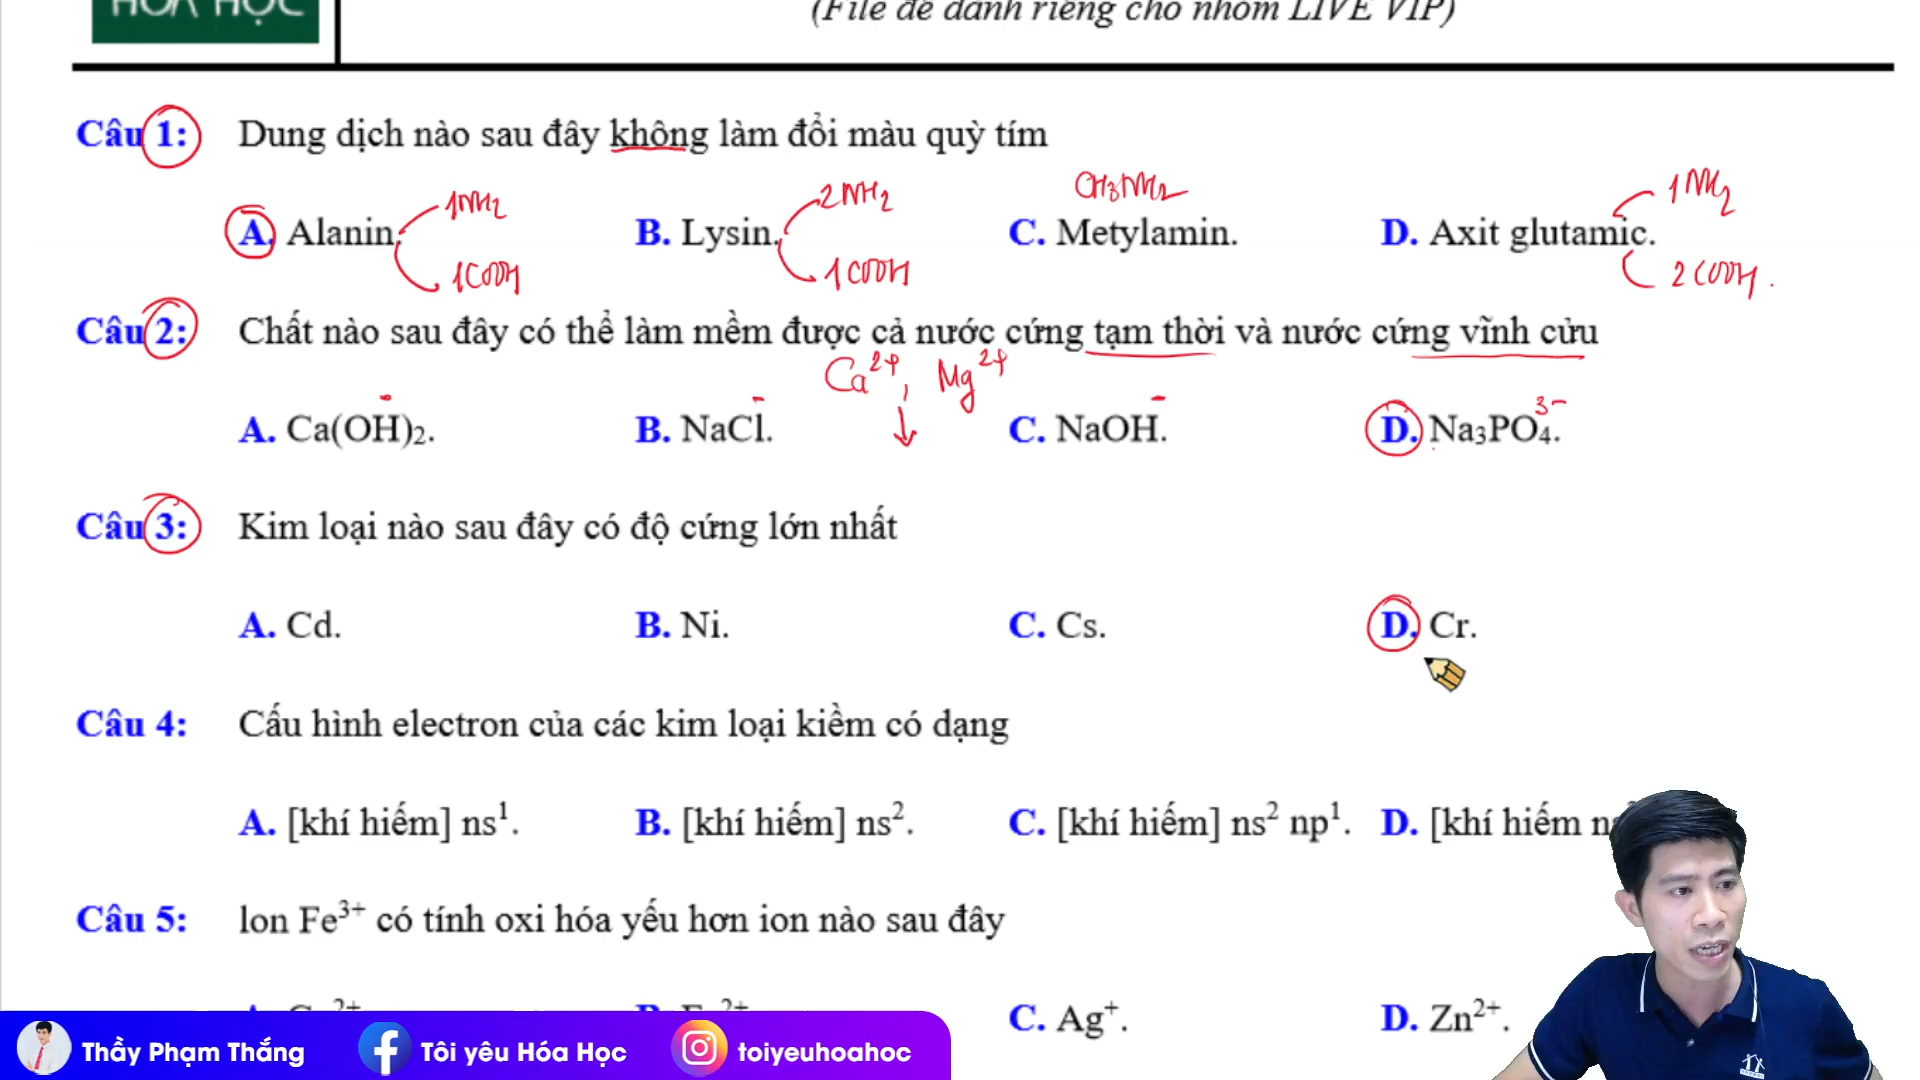 HÓA HỌC
(File đề dành riêng cho nhóm LIVE VIP)
Câu 1: Dung dịch nào sau đây không làm đổi màu quỳ tím
1NH2 2NH2 CH3NH2 1NH2
A. Alanin. B. Lysin. C. Metylamin. D. Axit glutamic.
1COOH 1COOH 2COOH.
Câu 2: Chất nào sau đây có thể làm mềm được cả nước cứng tạm thời và nước cứng vĩnh cửu
Ca2+, Mg2+
A. Ca(OH)2. B. NaCl. C. NaOH. D. Na3PO4. 3-
Câu 3: Kim loại nào sau đây có độ cứng lớn nhất
A. Cd. B. Ni. C. Cs. D. Cr.
Câu 4: Cấu hình electron của các kim loại kiềm có dạng
A. [khí hiếm] ns1. B. [khí hiếm] ns2. C. [khí hiếm] ns2 np1. D. [khí hiếm
Câu 5: lon Fe3+ có tính oxi hóa yếu hơn ion nào sau đây
C. Ag+. D. Zn2+.
Thầy Phạm Thắng Tôi yêu Hóa Học toiyeuhoahoc